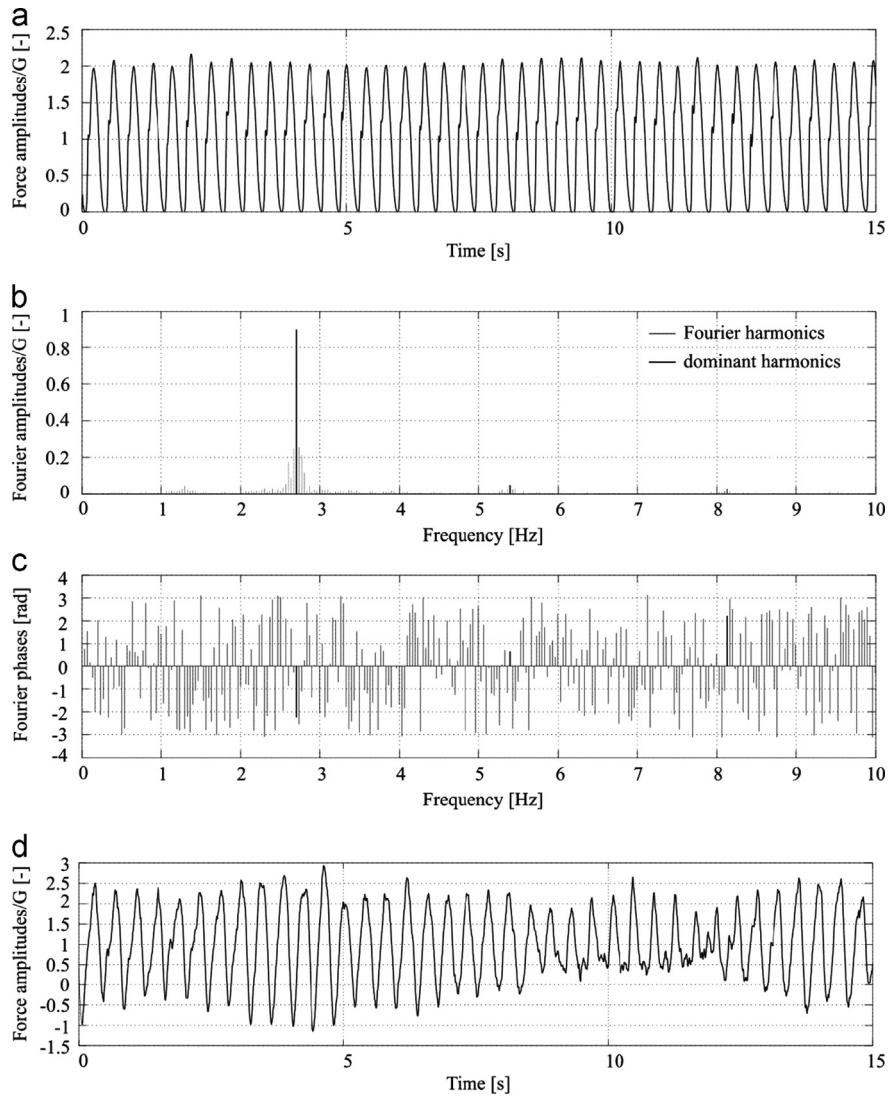 a
Force amplitudes/G [-]
2.5
2
1.5
1
0.5
0
0 5 10 15
Time [s]
b
Fourier amplitudes/G [-]
1
0.8
0.6
0.4
0.2
0
Fourier harmonics
dominant harmonics
0 1 2 3 4 5 6 7 8 9 10
Frequency [Hz]
c
Fourier phases [rad]
4
3
2
1
0
-1
-2
-3
-4
0 1 2 3 4 5 6 7 8 9 10
Frequency [Hz]
d
Force amplitudes/G [-]
3
2.5
2
1.5
1
0.5
0
-0.5
-1
-1.5
0 5 10 15
Time [s]